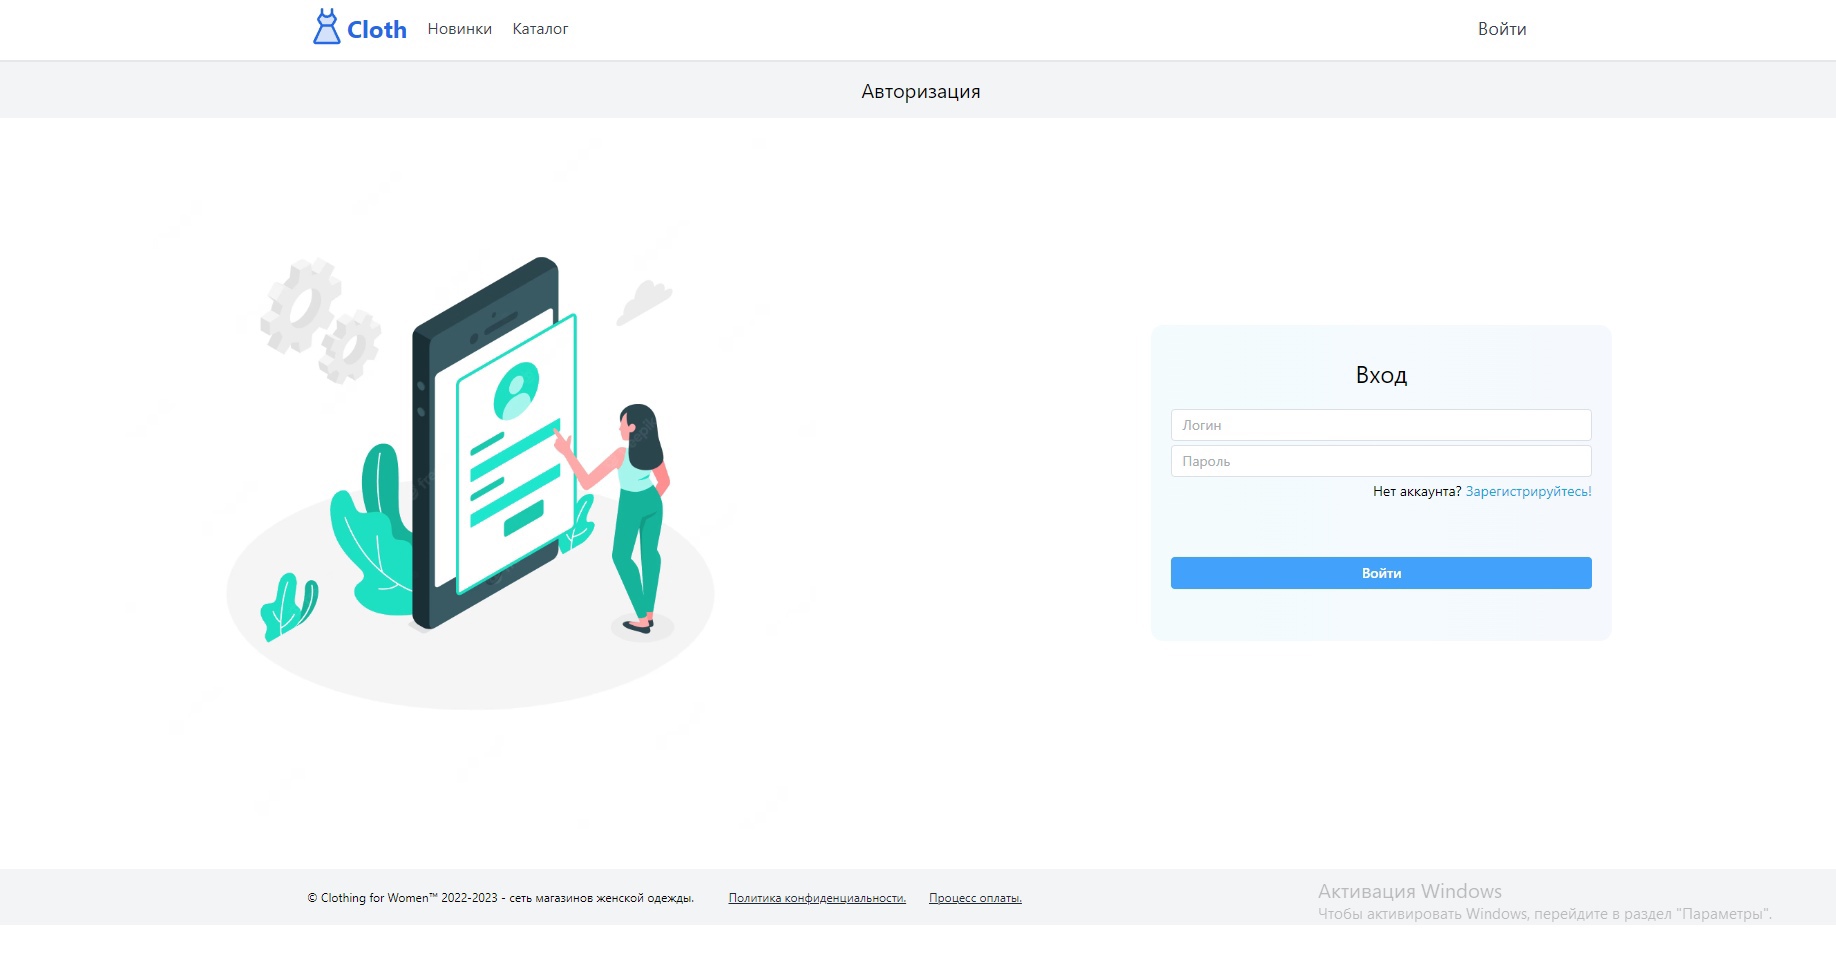 Cloth Новинки Каталог Войти
Авторизация
Вход
Логин
Пароль
Нет аккаунта? Зарегистрируйтесь!
Войти
© Clothing for Women™ 2022-2023 - сеть магазинов женской одежды. Политика конфиденциальности. Процесс оплаты.
Активация Windows
Чтобы активировать Windows, перейдите в раздел "Параметры".